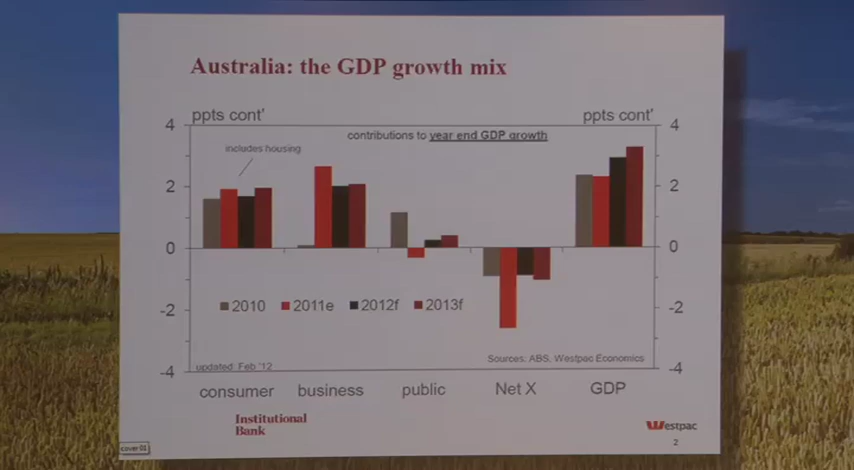 Australia: the GDP growth mix
ppts cont' ppts cont'
contributions to year end GDP growth
includes housing
4 4
2 2
0 0
-2 -2
-4 -4
2010 2011e 2012f 2013f
Sources: ABS, Westpac Economics
updated Feb '12
consumer business public Net X GDP
Institutional
Bank
Westpac
2
cover01